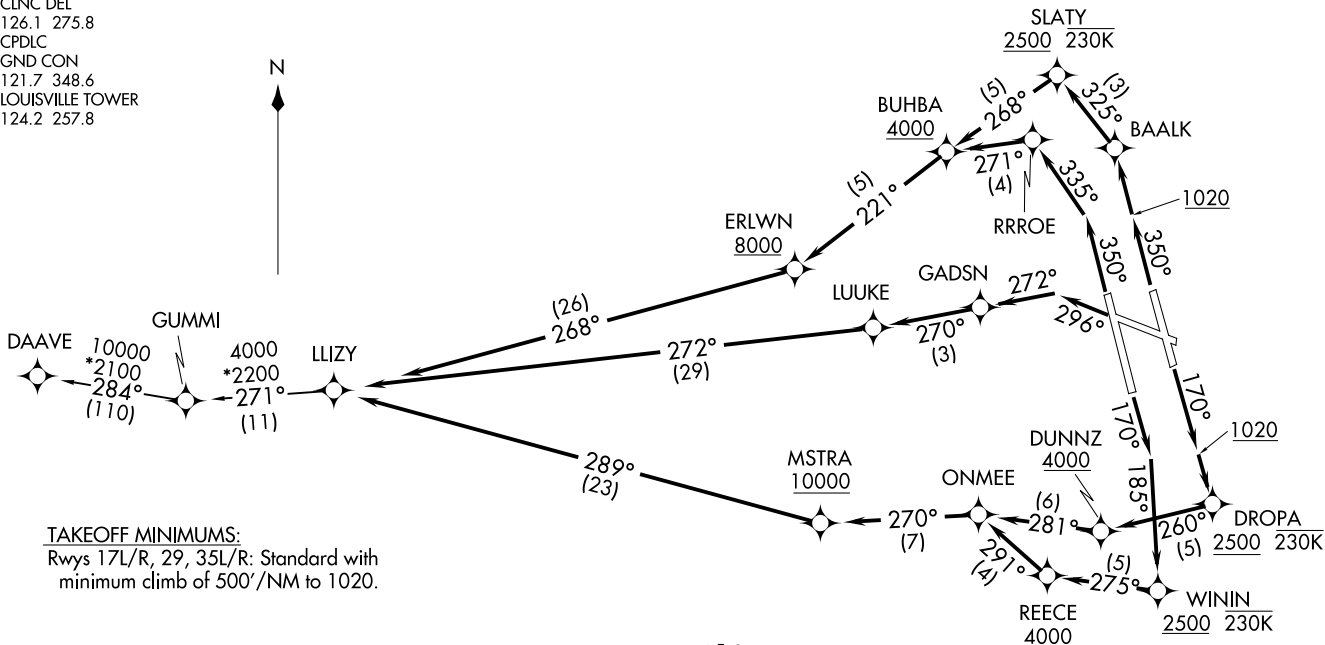 CLNC DEL
126.1 275.8
CPDLC
GND CON
121.7 348.6
LOUISVILLE TOWER
124.2 257.8
N
SLATY
2500 230K
(3)
325°
(5)
268°
BUHBA
4000
BAALK
271°
(4)
335°
1020
RRROE
(5)
221°
350°
350°
ERLWN
8000
GADSN
272°
LUUKE
296°
270°
(3)
(26)
268°
GUMMI
DAAVE
10000
*2100
284°
(110)
4000
*2200
271°
(11)
LLIZY
272°
(29)
170°
170°
1020
DUNNZ
4000
185°
289°
(23)
MSTRA
10000
ONMEE
(6)
281°
260°
(5)
DROPA
2500 230K
270°
(7)
291°
(4)
(5)
275°
WININ
2500 230K
REECE
4000
TAKEOFF MINIMUMS:
Rwys 17L/R, 29, 35L/R: Standard with
minimum climb of 500'/NM to 1020.